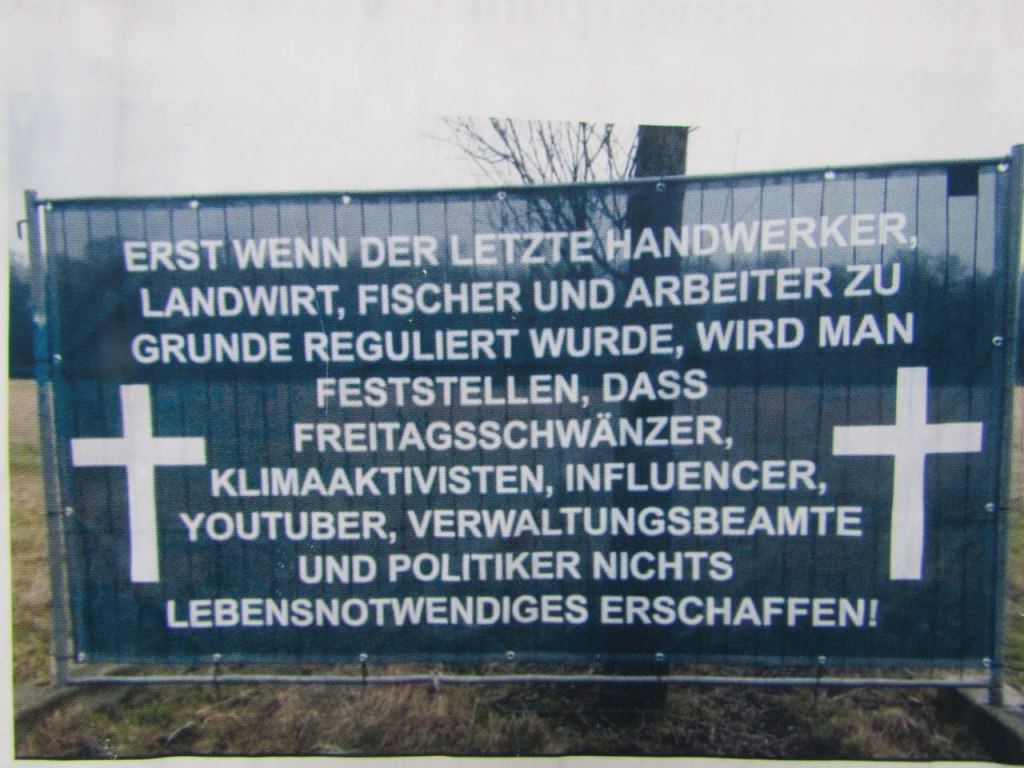 ERST WENN DER LETZTE HANDWERKER,
LANDWIRT, FISCHER UND ARBEITER ZU
GRUNDE REGULIERT WURDE, WIRD MAN
FESTSTELLEN, DASS
FREITAGSSCHWÄNZER,
KLIMAAKTIVISTEN, INFLUENCER,
YOUTUBER, VERWALTUNGSBEAMTE
UND POLITIKER NICHTS
LEBENSNOTWENDIGES ERSCHAFFEN!